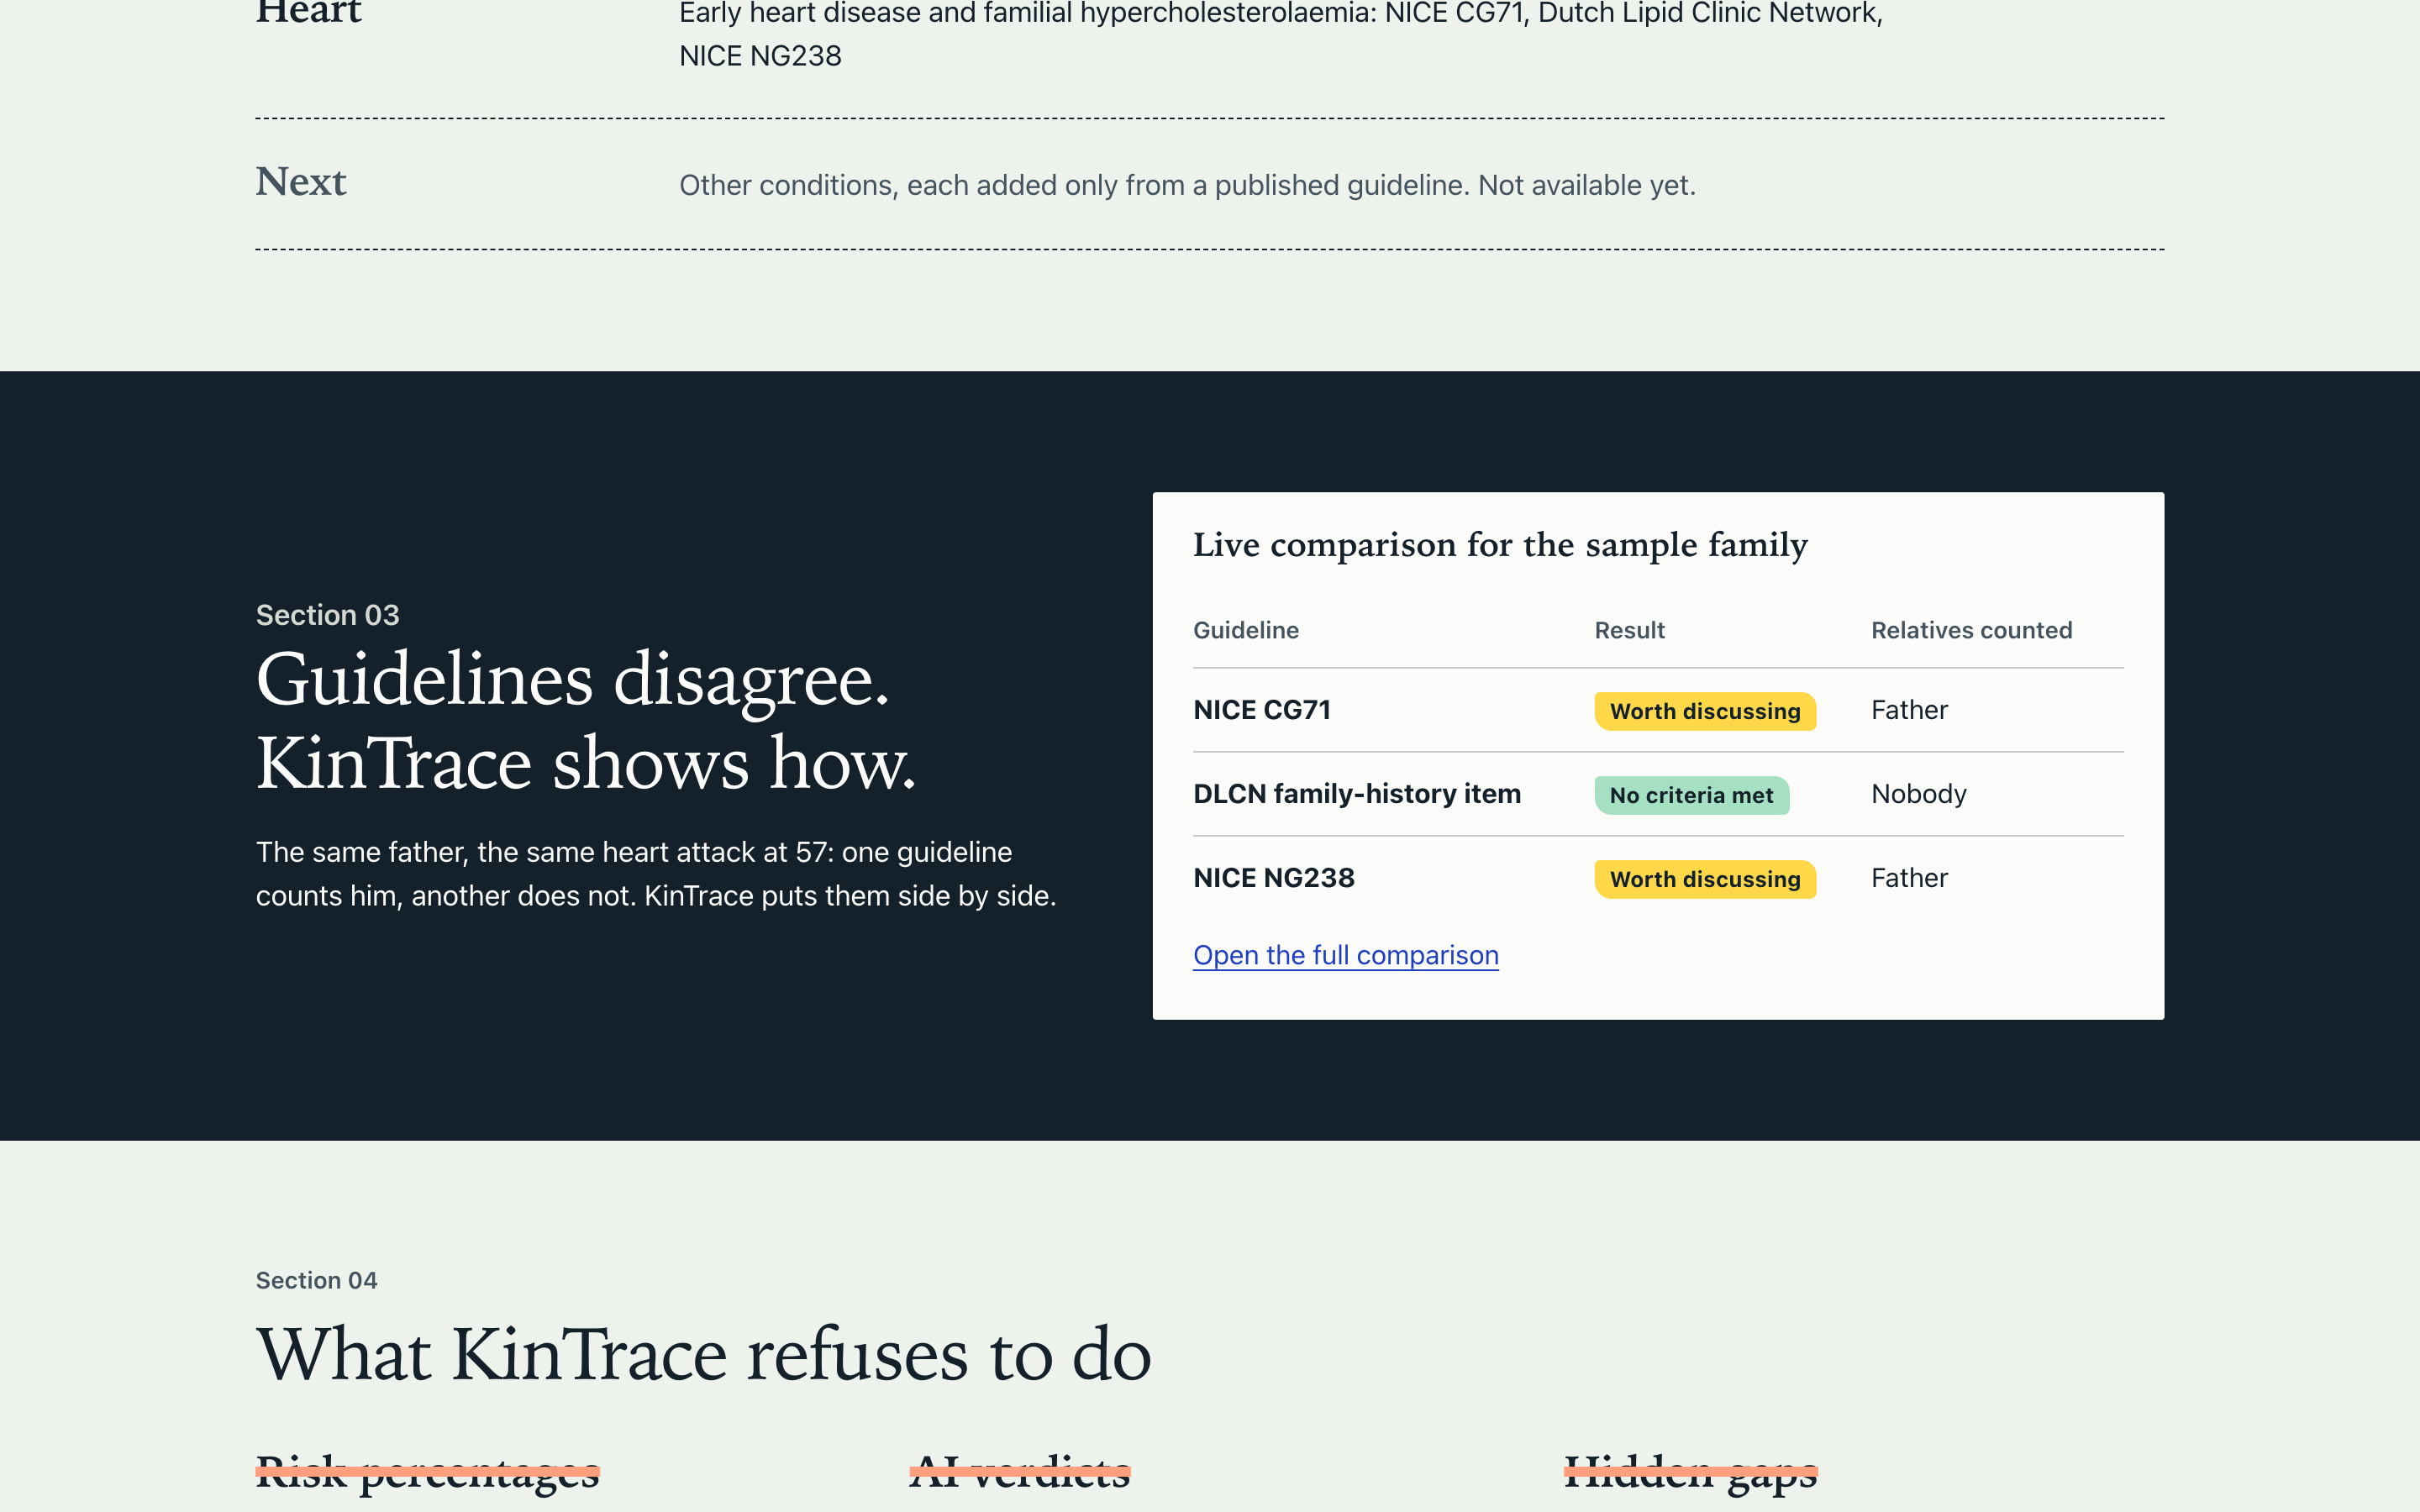 Heart
Early heart disease and familial hypercholesterolaemia: NICE CG71, Dutch Lipid Clinic Network,
NICE NG238
Next
Other conditions, each added only from a published guideline. Not available yet.
Section 03
Guidelines disagree.
KinTrace shows how.
The same father, the same heart attack at 57: one guideline
counts him, another does not. KinTrace puts them side by side.
Live comparison for the sample family
Guideline Result Relatives counted
NICE CG71 Worth discussing Father
DLCN family-history item No criteria met Nobody
NICE NG238 Worth discussing Father
Open the full comparison
Section 04
What KinTrace refuses to do
Risk percentages AI verdicts Hidden gaps